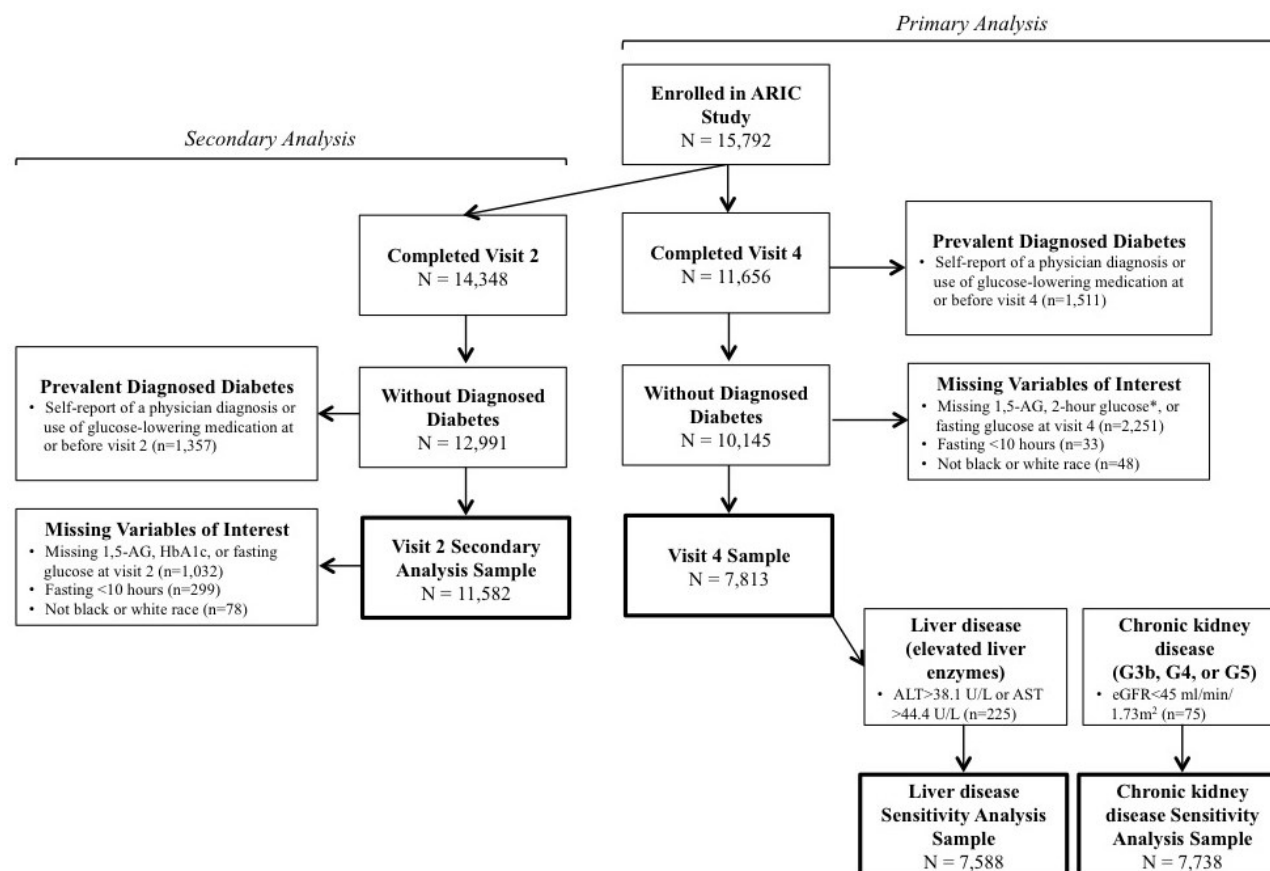 Primary Analysis
Enrolled in ARIC
Study
N = 15,792
Secondary Analysis
Completed Visit 2
N = 14,348
Completed Visit 4
N = 11,656
Prevalent Diagnosed Diabetes
• Self-report of a physician diagnosis or
use of glucose-lowering medication at
or before visit 4 (n=1,511)
Prevalent Diagnosed Diabetes
• Self-report of a physician diagnosis or
use of glucose-lowering medication at
or before visit 2 (n=1,357)
Without Diagnosed
Diabetes
N = 12,991
Without Diagnosed
Diabetes
N = 10,145
Missing Variables of Interest
• Missing 1,5-AG, 2-hour glucose*, or
fasting glucose at visit 4 (n=2,251)
• Fasting <10 hours (n=33)
• Not black or white race (n=48)
Missing Variables of Interest
• Missing 1,5-AG, HbA1c, or fasting
glucose at visit 2 (n=1,032)
• Fasting <10 hours (n=299)
• Not black or white race (n=78)
Visit 2 Secondary
Analysis Sample
N = 11,582
Visit 4 Sample
N = 7,813
Liver disease
(elevated liver
enzymes)
• ALT>38.1 U/L or AST
>44.4 U/L (n=225)
Chronic kidney
disease
(G3b, G4, or G5)
• eGFR<45 ml/min/
1.73m² (n=75)
Liver disease
Sensitivity Analysis
Sample
N = 7,588
Chronic kidney
disease Sensitivity
Analysis Sample
N = 7,738